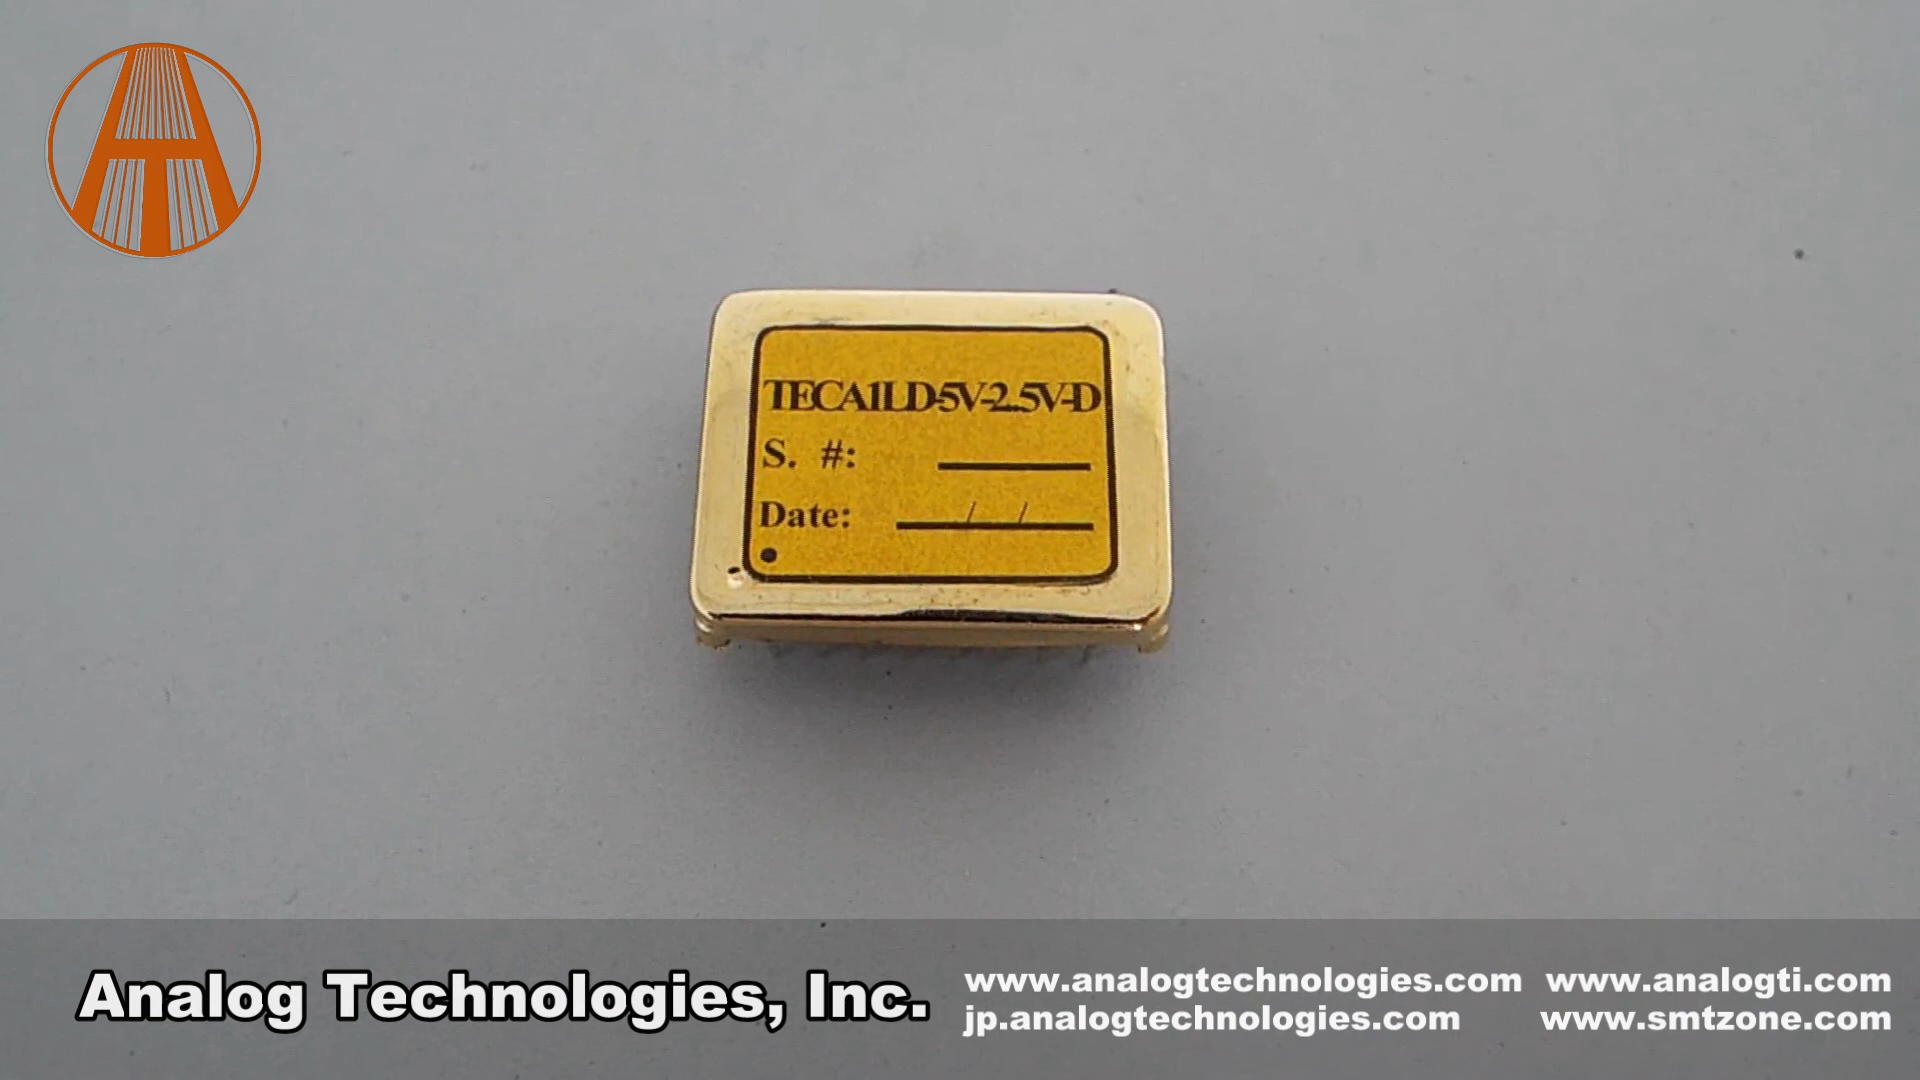 TECA1LD-5V-2.5V-D
S. #:
Date: / /
Analog Technologies, Inc.
www.analogtechnologies.com www.analogti.com
jp.analogtechnologies.com www.smtzone.com